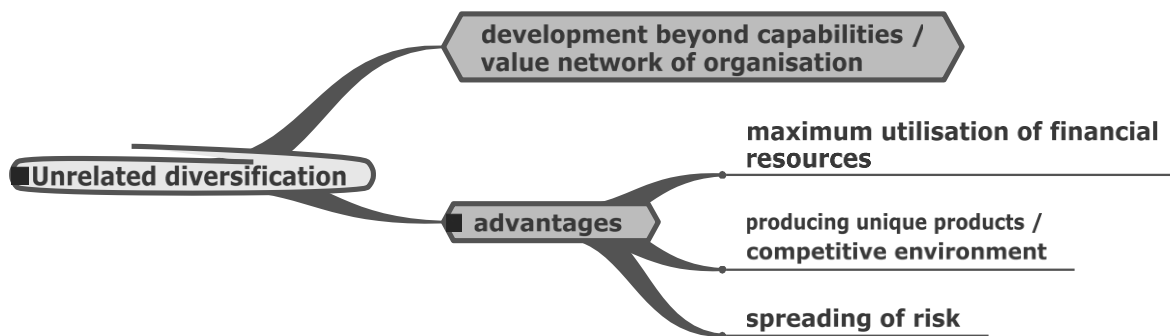 development beyond capabilities /
value network of organisation
maximum utilisation of financial
resources
Unrelated diversification
advantages
producing unique products /
competitive environment
spreading of risk